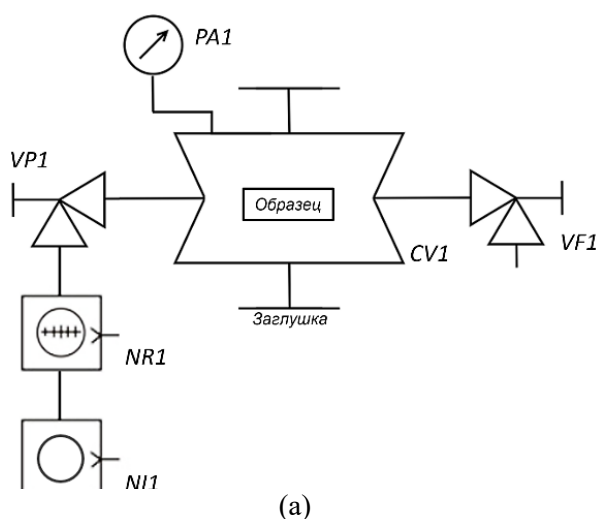 PA1
VP1
Образец
CV1
VF1
Заглушка
NR1
NI1
(a)